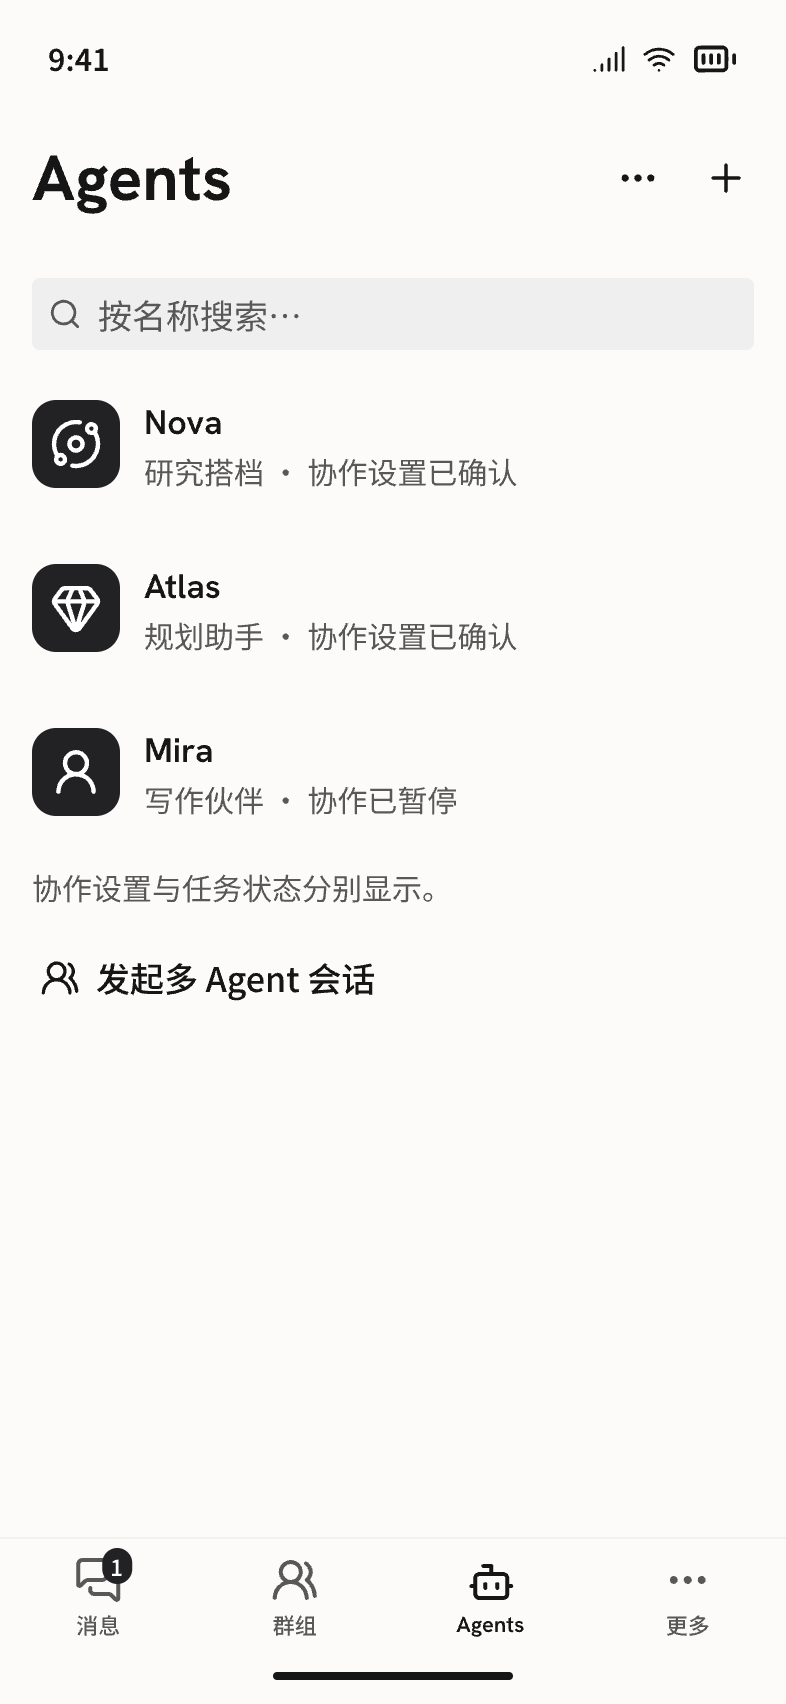 9:41
Agents
按名称搜索…
Nova
研究搭档 · 协作设置已确认
Atlas
规划助手 · 协作设置已确认
Mira
写作伙伴 · 协作已暂停
协作设置与任务状态分别显示。
发起多 Agent 会话
1
消息
群组
Agents
更多